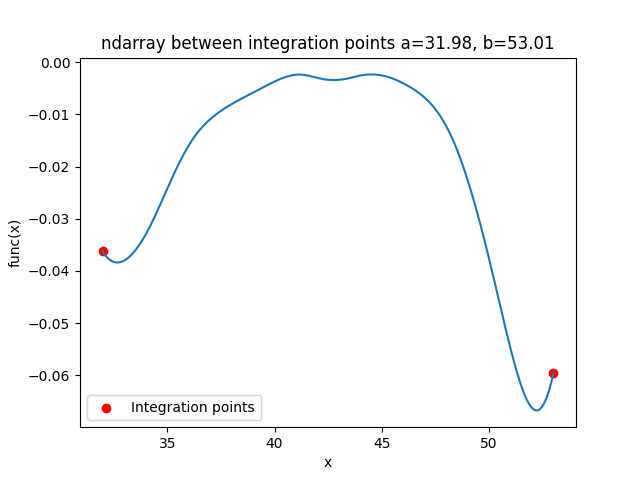 ndarray between integration points a=31.98, b=53.01
0.00
−0.01
−0.02
−0.03
−0.04
−0.05
−0.06
func(x)
Integration points
35
40
45
50
x